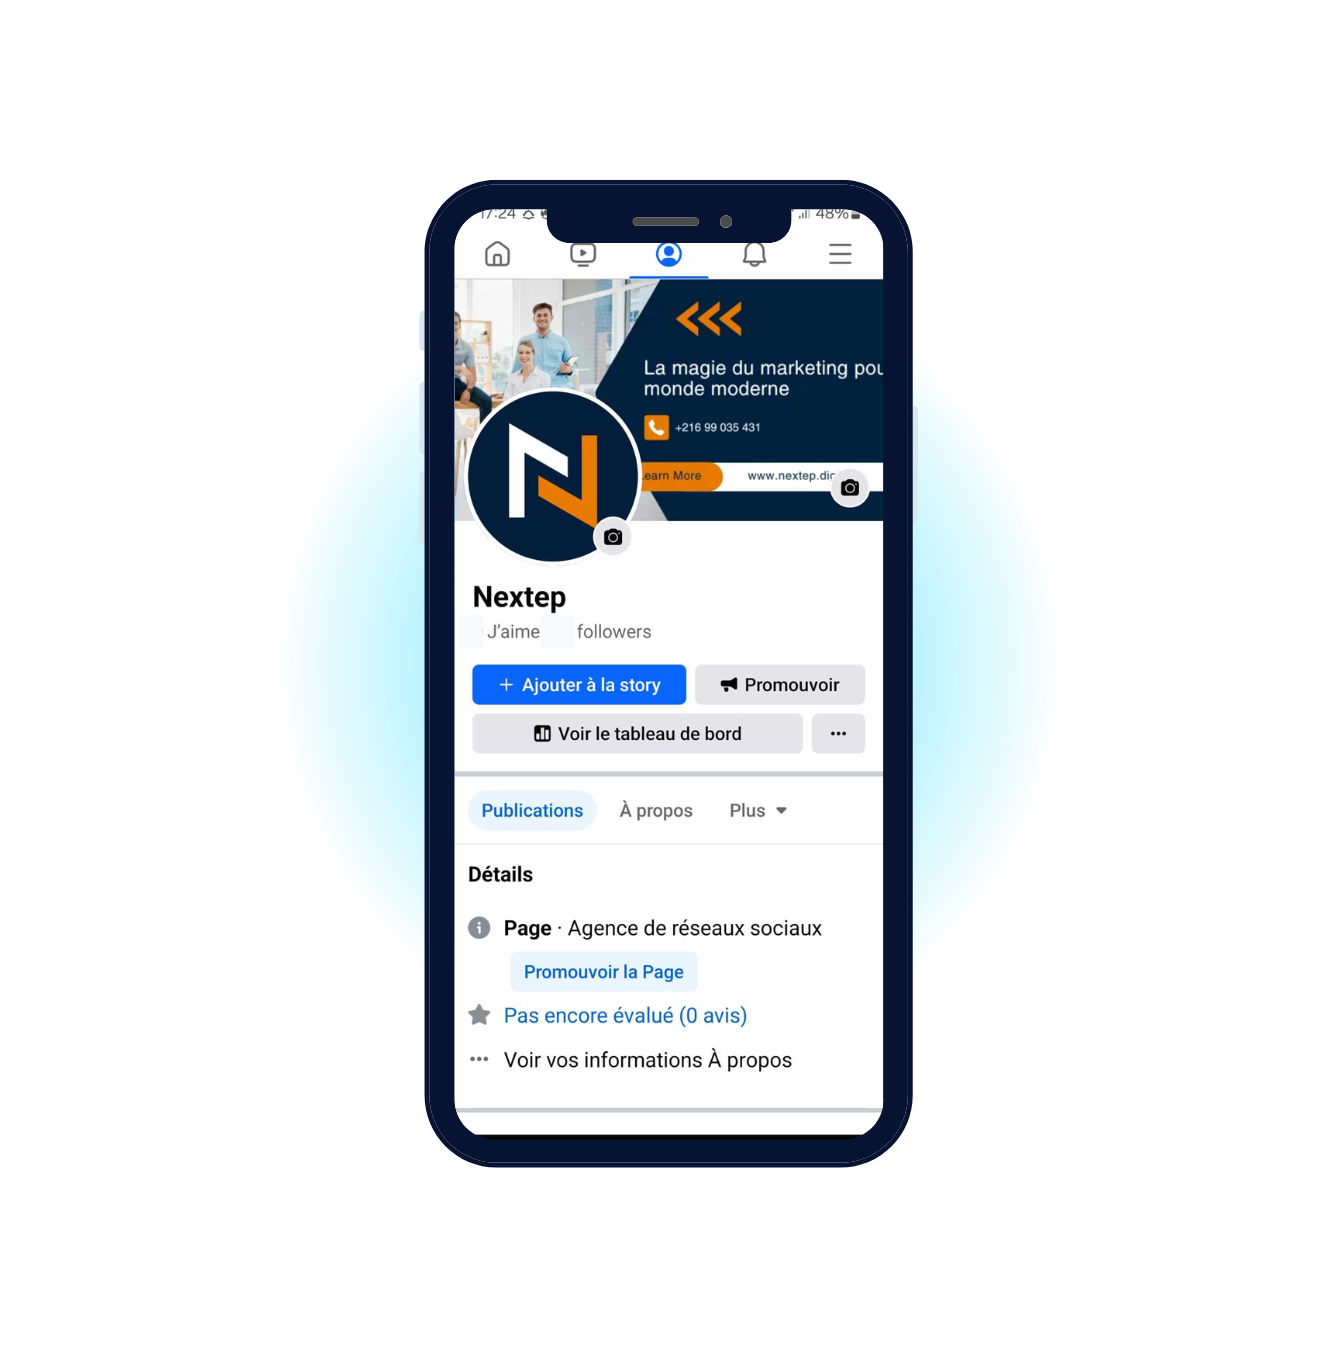 17:24 48%
La magie du marketing pou
monde moderne
+216 99 035 431
earn More www.nextep.dig
Nextep
J'aime followers
+ Ajouter à la story Promouvoir
Voir le tableau de bord
Publications À propos Plus
Détails
Page · Agence de réseaux sociaux
Promouvoir la Page
Pas encore évalué (0 avis)
Voir vos informations À propos